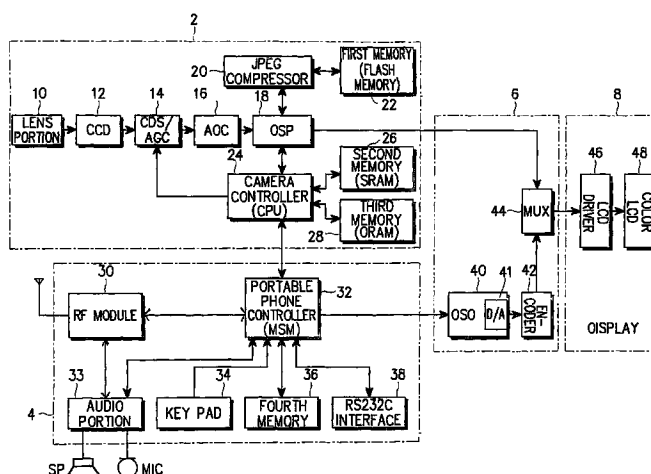 2
JPEG
COMPRESSOR
20
FIRST MEMORY
(FLASH
MEMORY)
22
10
12
14
16
18
LENS
PORTION
CCD
CDS/
AGC
AOC
OSP
24
26
CAMERA
CONTROLLER
(CPU)
SECOND
MEMORY
(SRAM)
THIRD
MEMORY
(ORAM)
28
6
8
44
MUX
46
48
LCD
DRIVER
COLOR
LCD
30
32
RF MODULE
PORTABLE
PHONE
CONTROLLER
(MSM)
40
41
42
OSO
D/A
EN-
CODER
DISPLAY
33
34
36
38
4
AUDIO
PORTION
KEY PAD
FOURTH
MEMORY
RS232C
INTERFACE
SP
MIC